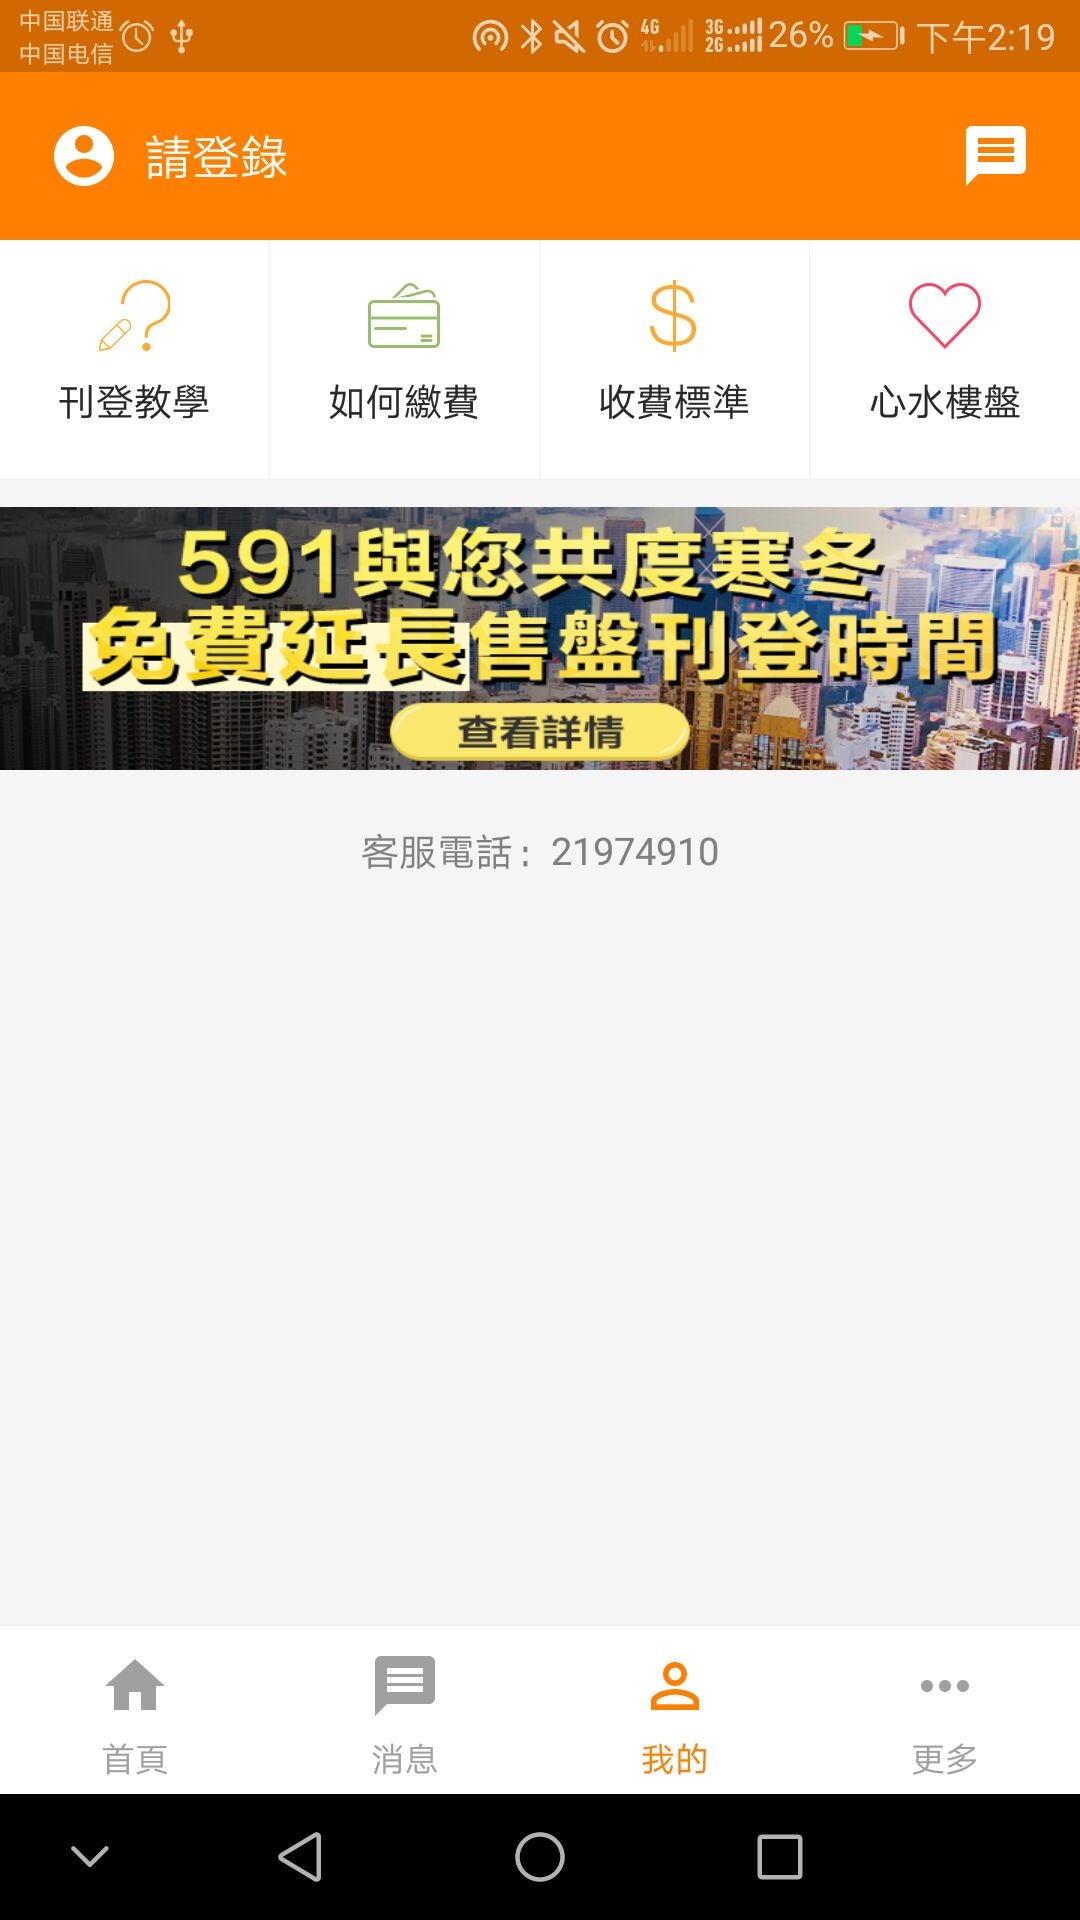 中国联通
中国电信
4G 3G 2G 26% 下午2:19
請登錄
刊登教學 如何繳費 收費標準 心水樓盤
591與您共度寒冬
免費延長售盤刊登時間
查看詳情
客服電話：21974910
首頁 消息 我的 更多